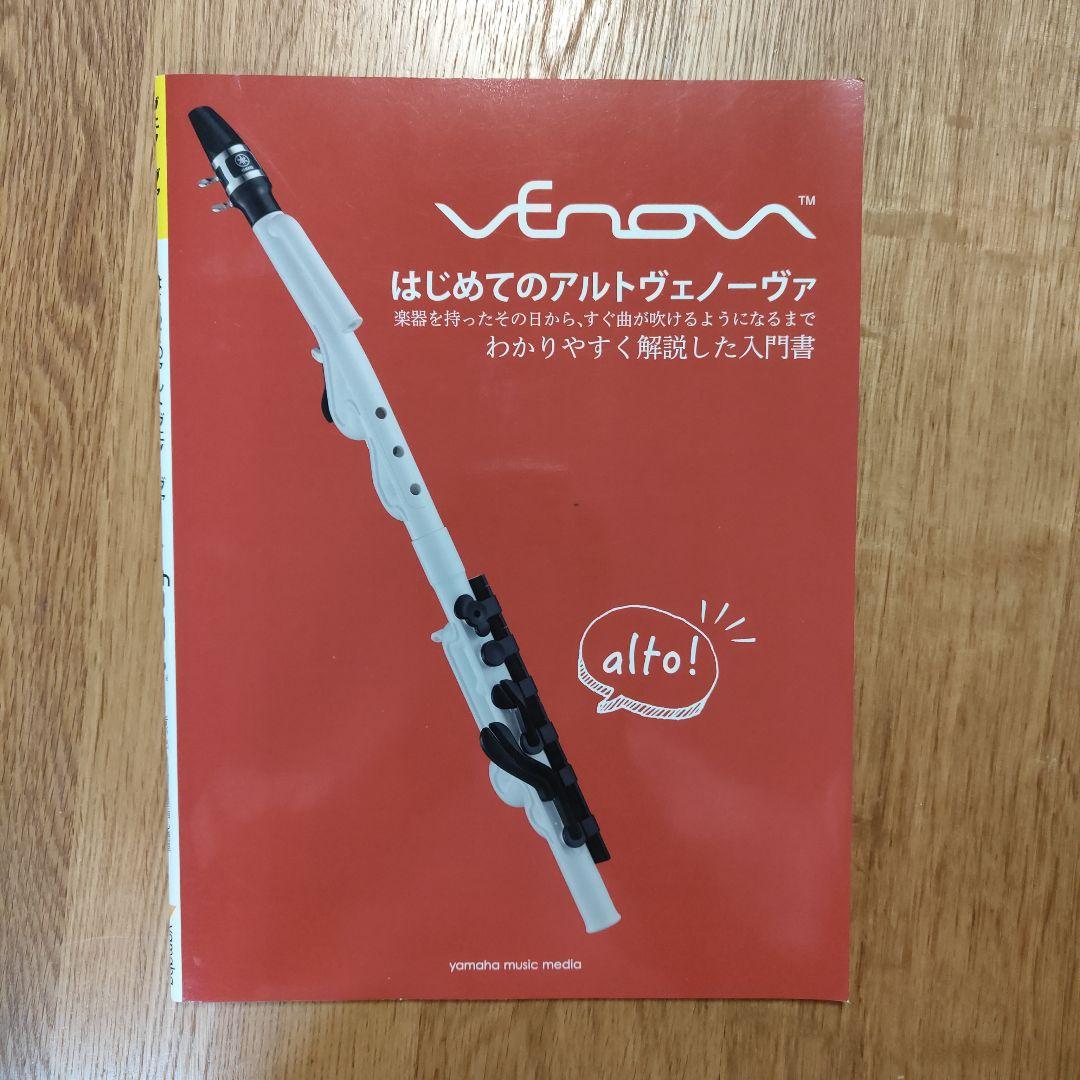 VENOVA™
はじめてのアルトヴェノーヴァ
楽器を持ったその日から、すぐ曲が吹けるようになるまで
わかりやすく解説した入門書
alto!
yamaha music media
yamaha